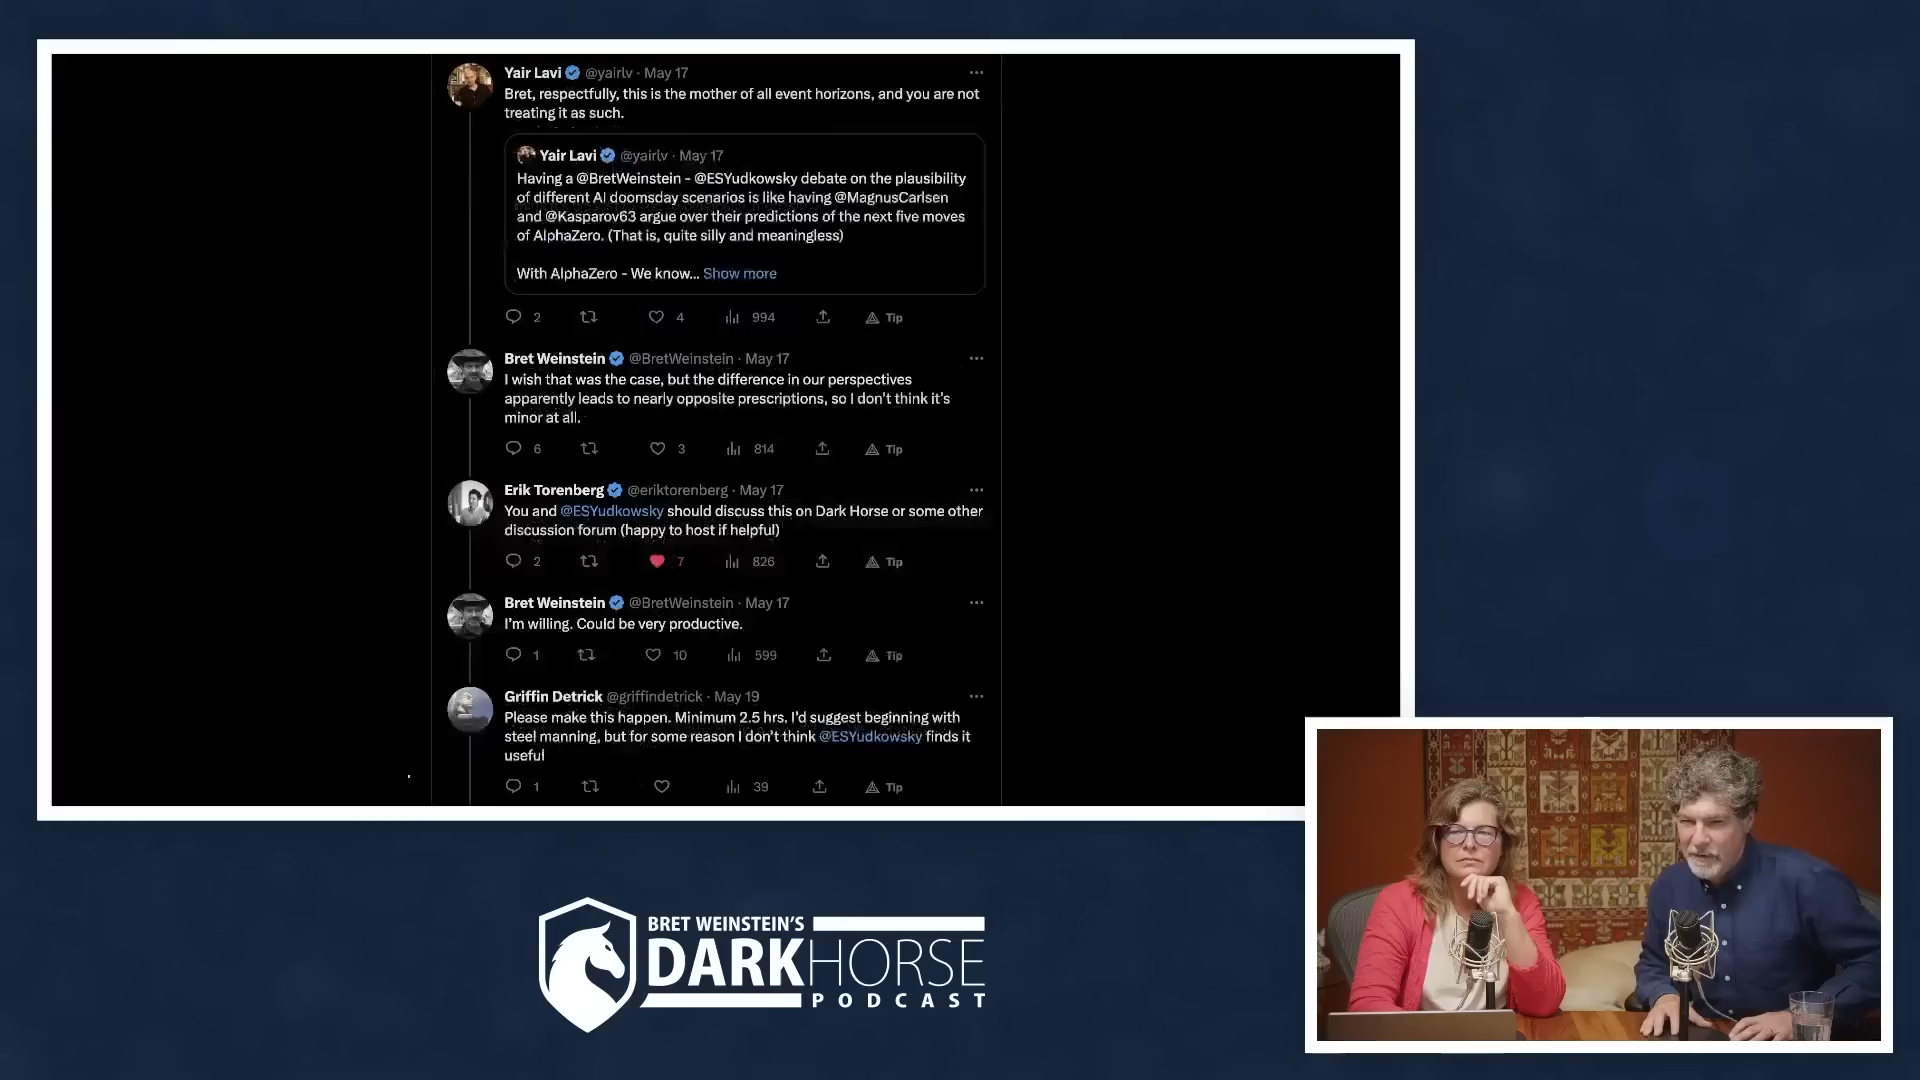 Yair Lavi @yairlv · May 17
Bret, respectfully, this is the mother of all event horizons, and you are not
treating it as such.
Yair Lavi @yairlv · May 17
Having a @BretWeinstein - @ESYudkowsky debate on the plausibility
of different AI doomsday scenarios is like having @MagnusCarlsen
and @Kasparov63 argue over their predictions of the next five moves
of AlphaZero. (That is, quite silly and meaningless)
With AlphaZero - We know... Show more
2 4 994 Tip
Bret Weinstein @BretWeinstein · May 17
I wish that was the case, but the difference in our perspectives
apparently leads to nearly opposite prescriptions, so I don't think it's
minor at all.
6 3 814 Tip
Erik Torenberg @eriktorenberg · May 17
You and @ESYudkowsky should discuss this on Dark Horse or some other
discussion forum (happy to host if helpful)
2 7 826 Tip
Bret Weinstein @BretWeinstein · May 17
I'm willing. Could be very productive.
1 10 599 Tip
Griffin Detrick @griffindetrick · May 19
Please make this happen. Minimum 2.5 hrs. I'd suggest beginning with
steel manning, but for some reason I don't think @ESYudkowsky finds it
useful
1 39 Tip
BRET WEINSTEIN'S
DARKHORSE
PODCAST